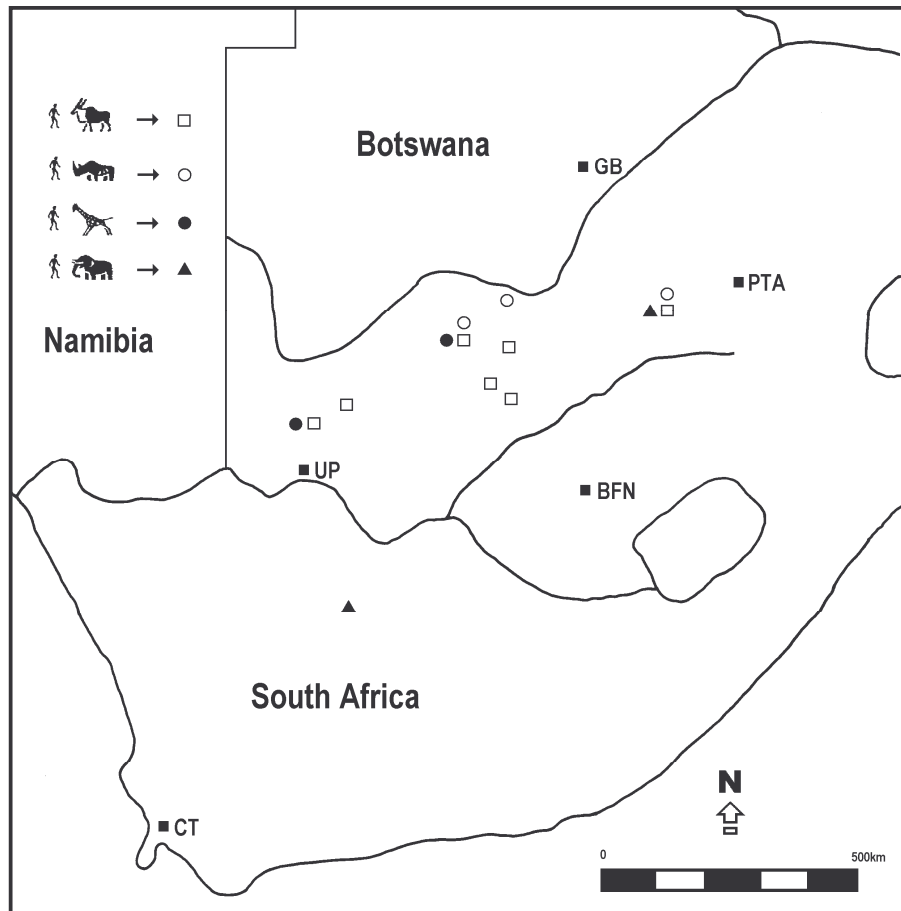 Botswana
GB
PTA
Namibia
UP
BFN
South Africa
N
CT
0 500km